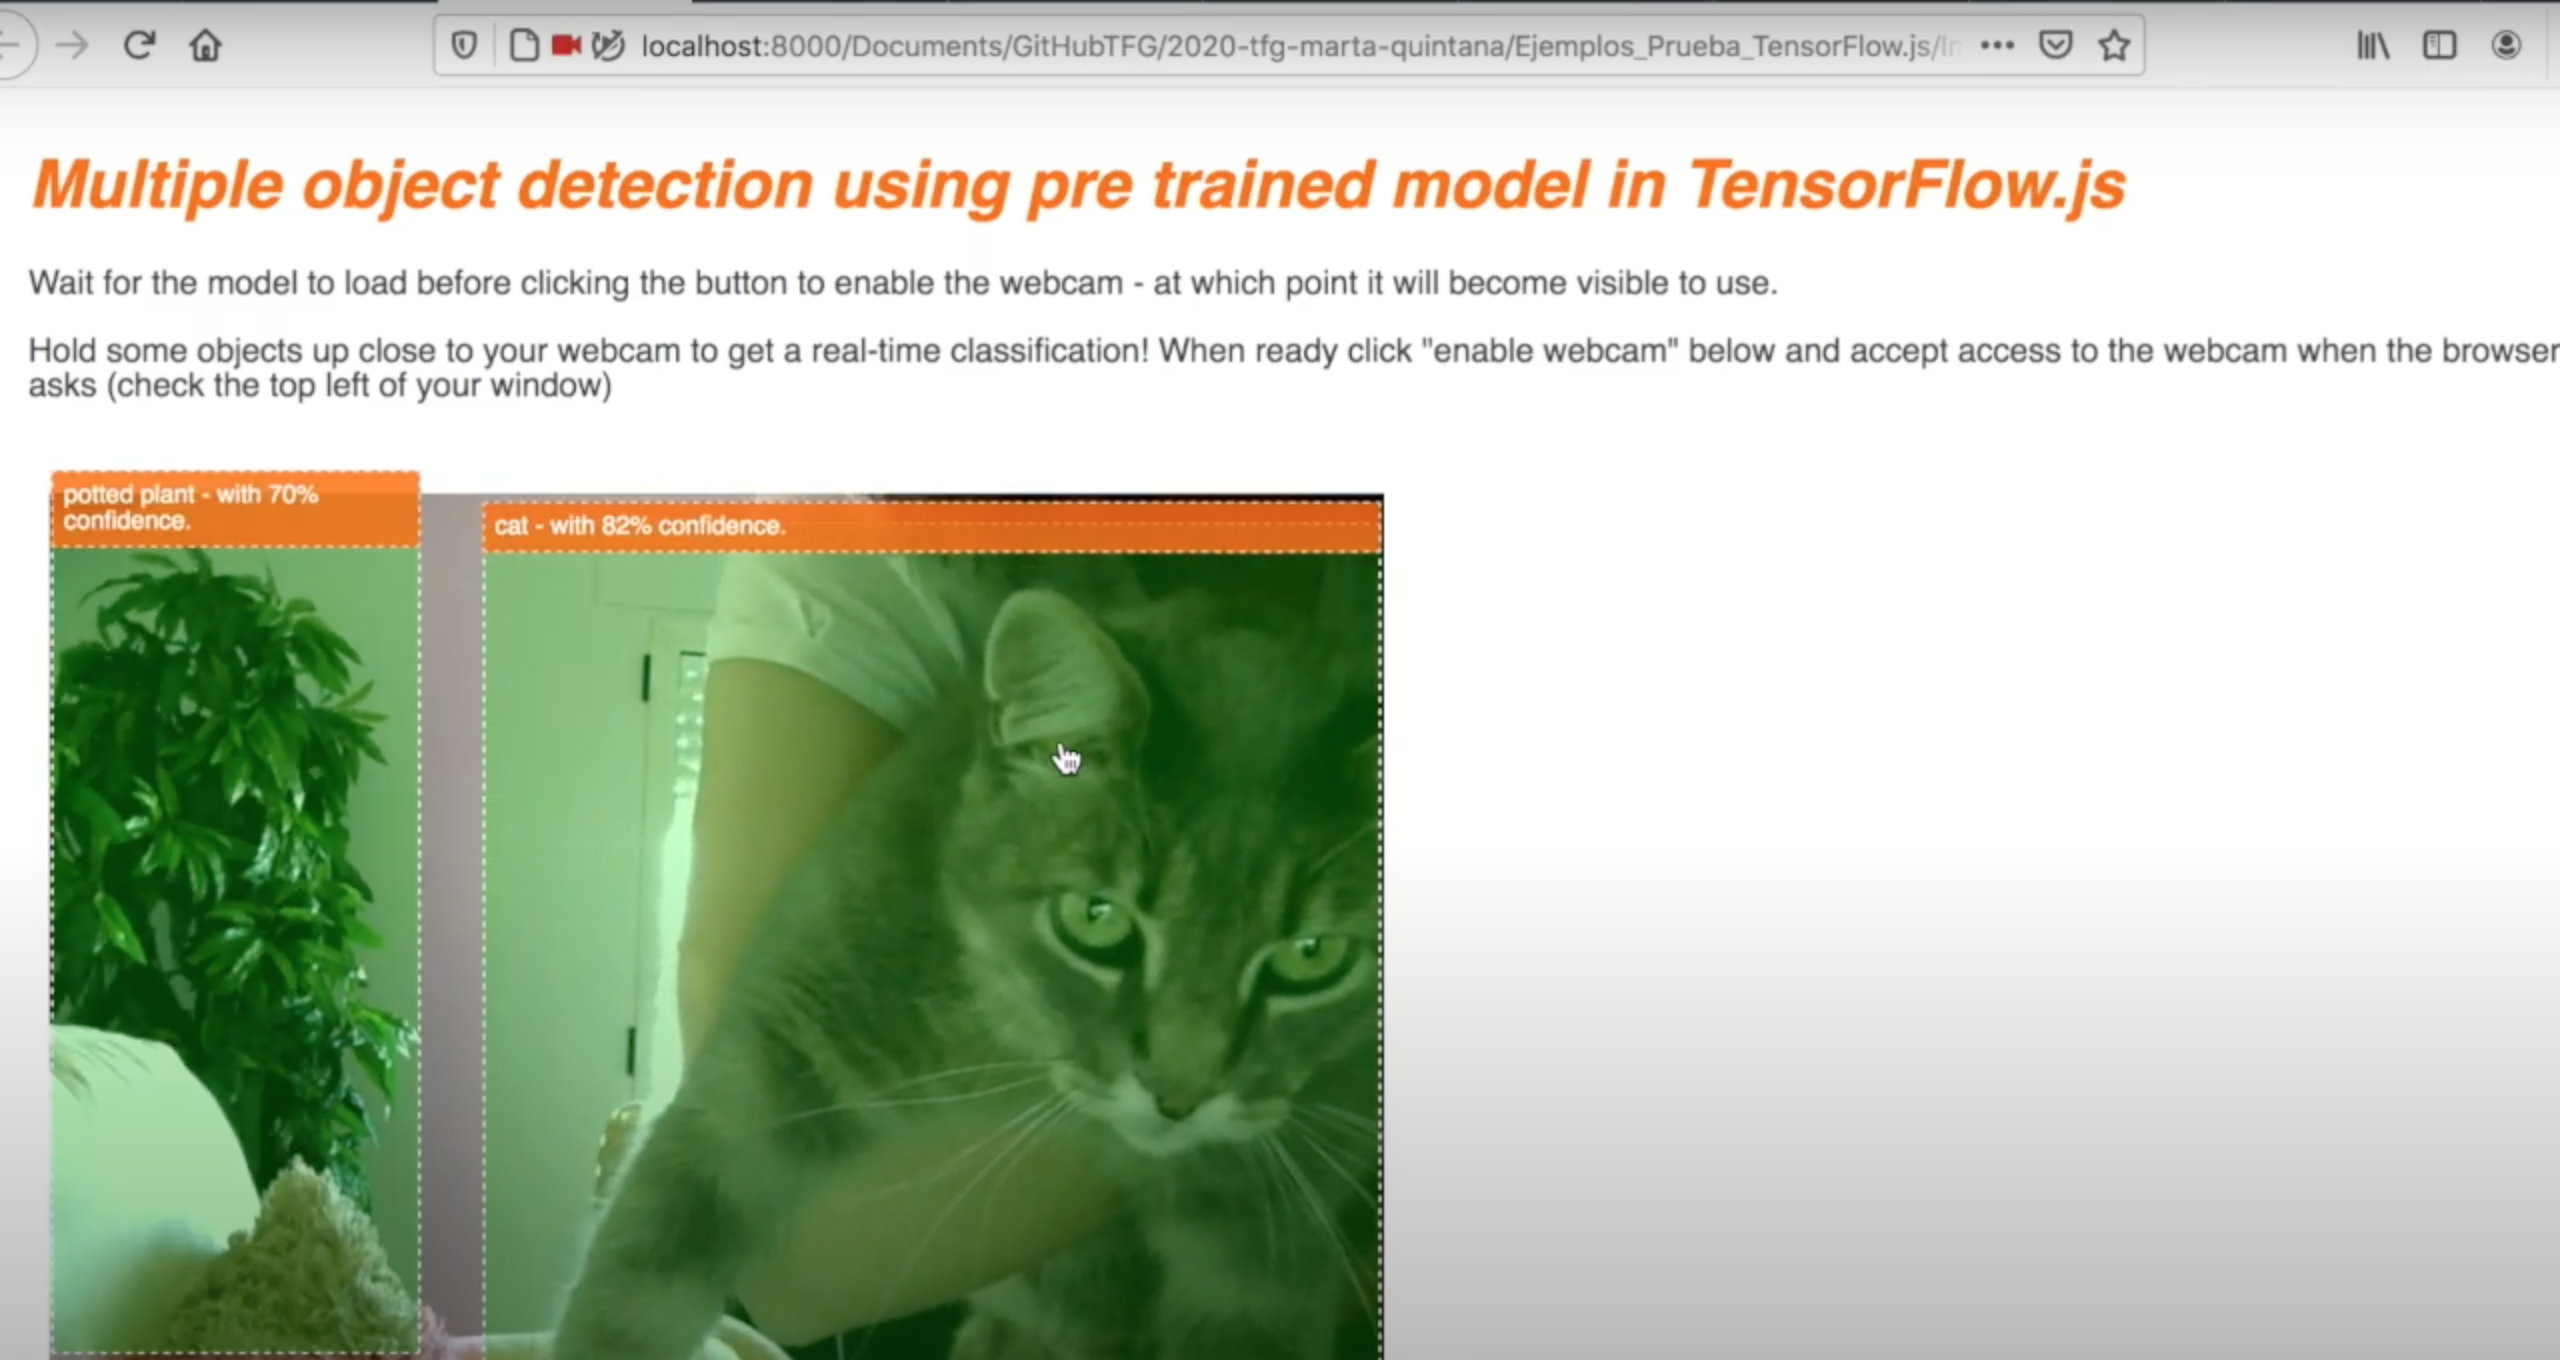 localhost:8000/Documents/GitHubTFG/2020-tfg-marta-quintana/Ejemplos_Prueba_TensorFlow.js/
Multiple object detection using pre trained model in TensorFlow.js
Wait for the model to load before clicking the button to enable the webcam - at which point it will become visible to use.
Hold some objects up close to your webcam to get a real-time classification! When ready click "enable webcam" below and accept access to the webcam when the browser
asks (check the top left of your window)
potted plant - with 70%
confidence.
cat - with 82% confidence.